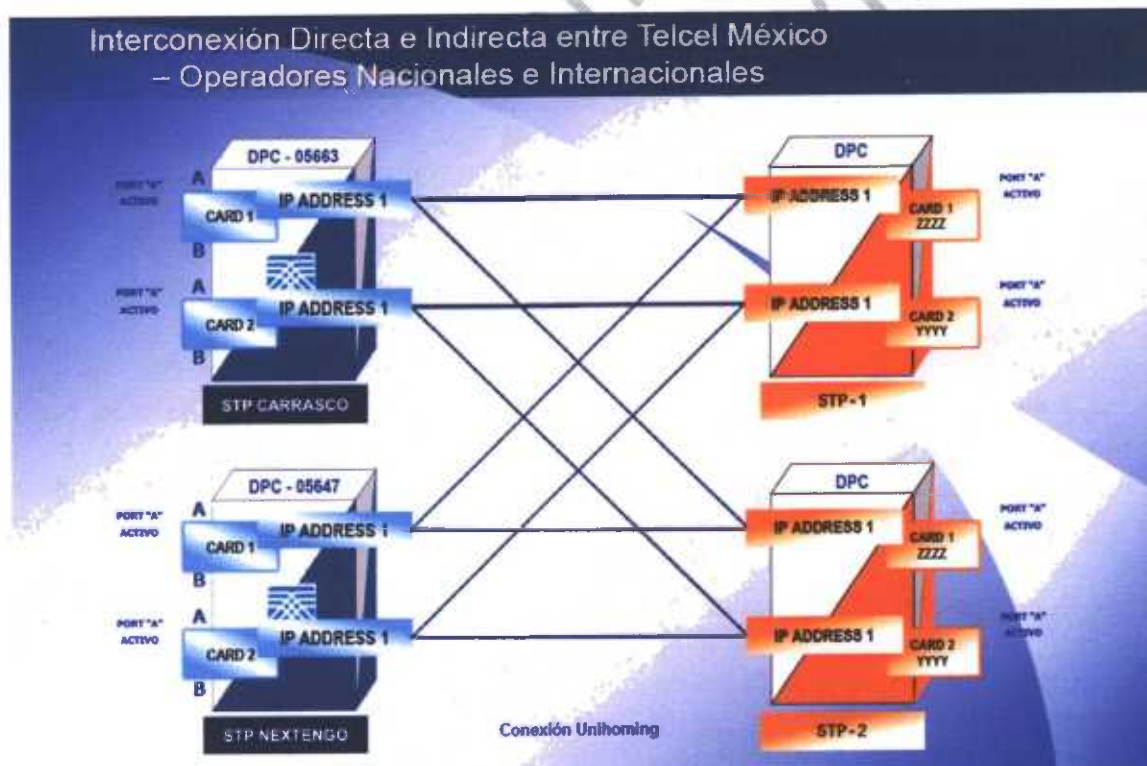 Interconexión Directa e Indirecta entre Telcel México
– Operadores Nacionales e Internacionales
DPC - 05663
PORT "A"
ACTIVO
A
IP ADDRESS 1
CARD 1
B
PORT "A"
ACTIVO
A
IP ADDRESS 1
CARD 2
B
STP CARRASCO
DPC
IP ADDRESS 1
CARD 1
ZZZZ
PORT "A"
ACTIVO
IP ADDRESS 1
CARD 2
YYYY
PORT "A"
ACTIVO
STP - 1
DPC - 05647
PORT "A"
ACTIVO
A
IP ADDRESS 1
CARD 1
B
PORT "A"
ACTIVO
A
IP ADDRESS 1
CARD 2
B
STP NEXTENGO
DPC
IP ADDRESS 1
CARD 1
ZZZZ
PORT "A"
ACTIVO
IP ADDRESS 1
CARD 2
YYYY
PORT "A"
ACTIVO
STP - 2
Conexión Unihoming